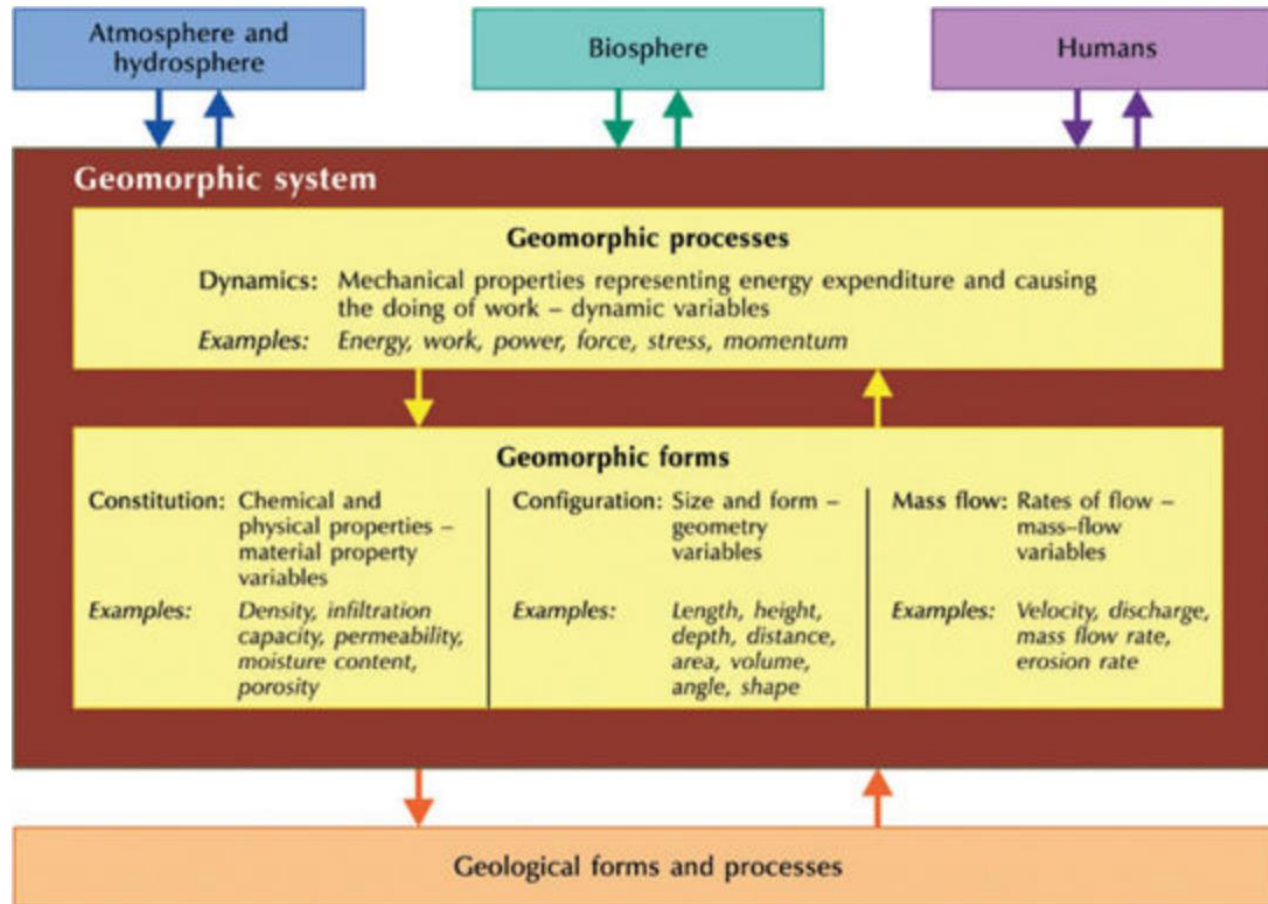 Atmosphere and
hydrosphere
Biosphere
Humans
Geomorphic system
Geomorphic processes
Dynamics: Mechanical properties representing energy expenditure and causing
the doing of work – dynamic variables
Examples: Energy, work, power, force, stress, momentum
Geomorphic forms
Constitution: Chemical and
physical properties –
material property
variables
Examples: Density, infiltration
capacity, permeability,
moisture content,
porosity
Configuration: Size and form –
geometry
variables
Examples: Length, height,
depth, distance,
area, volume,
angle, shape
Mass flow: Rates of flow –
mass–flow
variables
Examples: Velocity, discharge,
mass flow rate,
erosion rate
Geological forms and processes